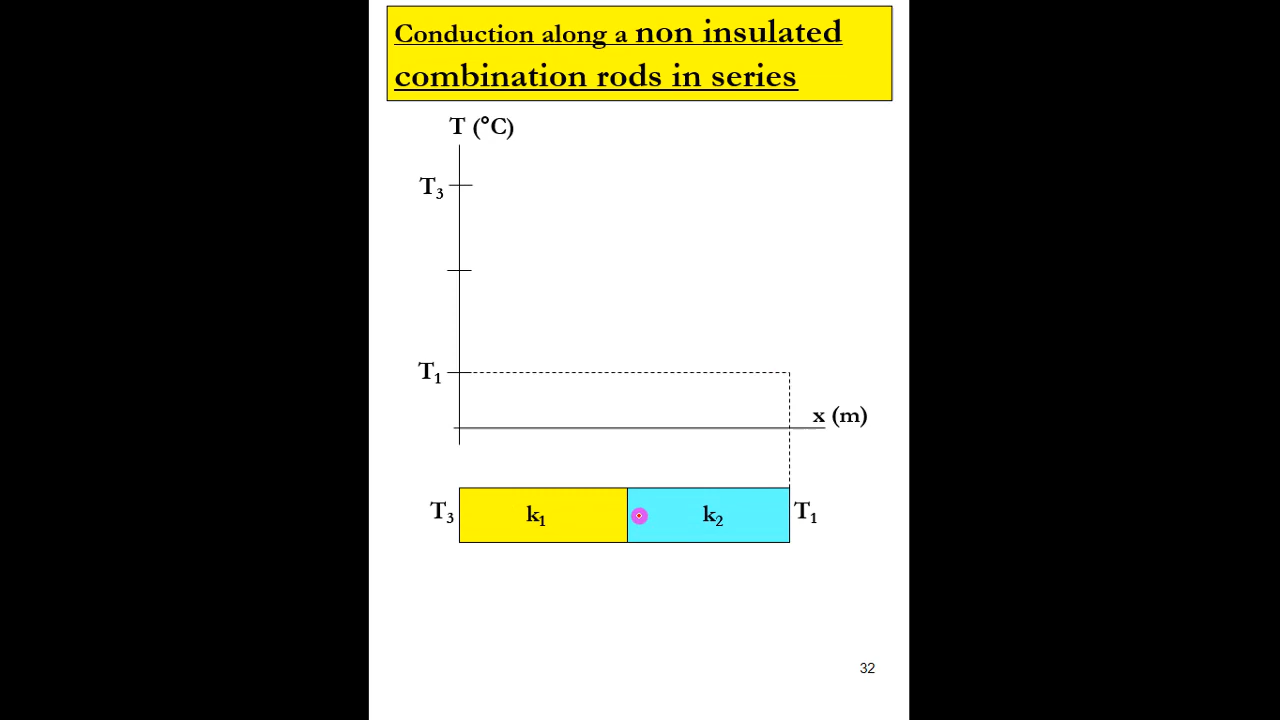 Conduction along a non insulated
combination rods in series
T (°C)
T₃
T₁
x (m)
T₃ k₁ k₂ T₁
32